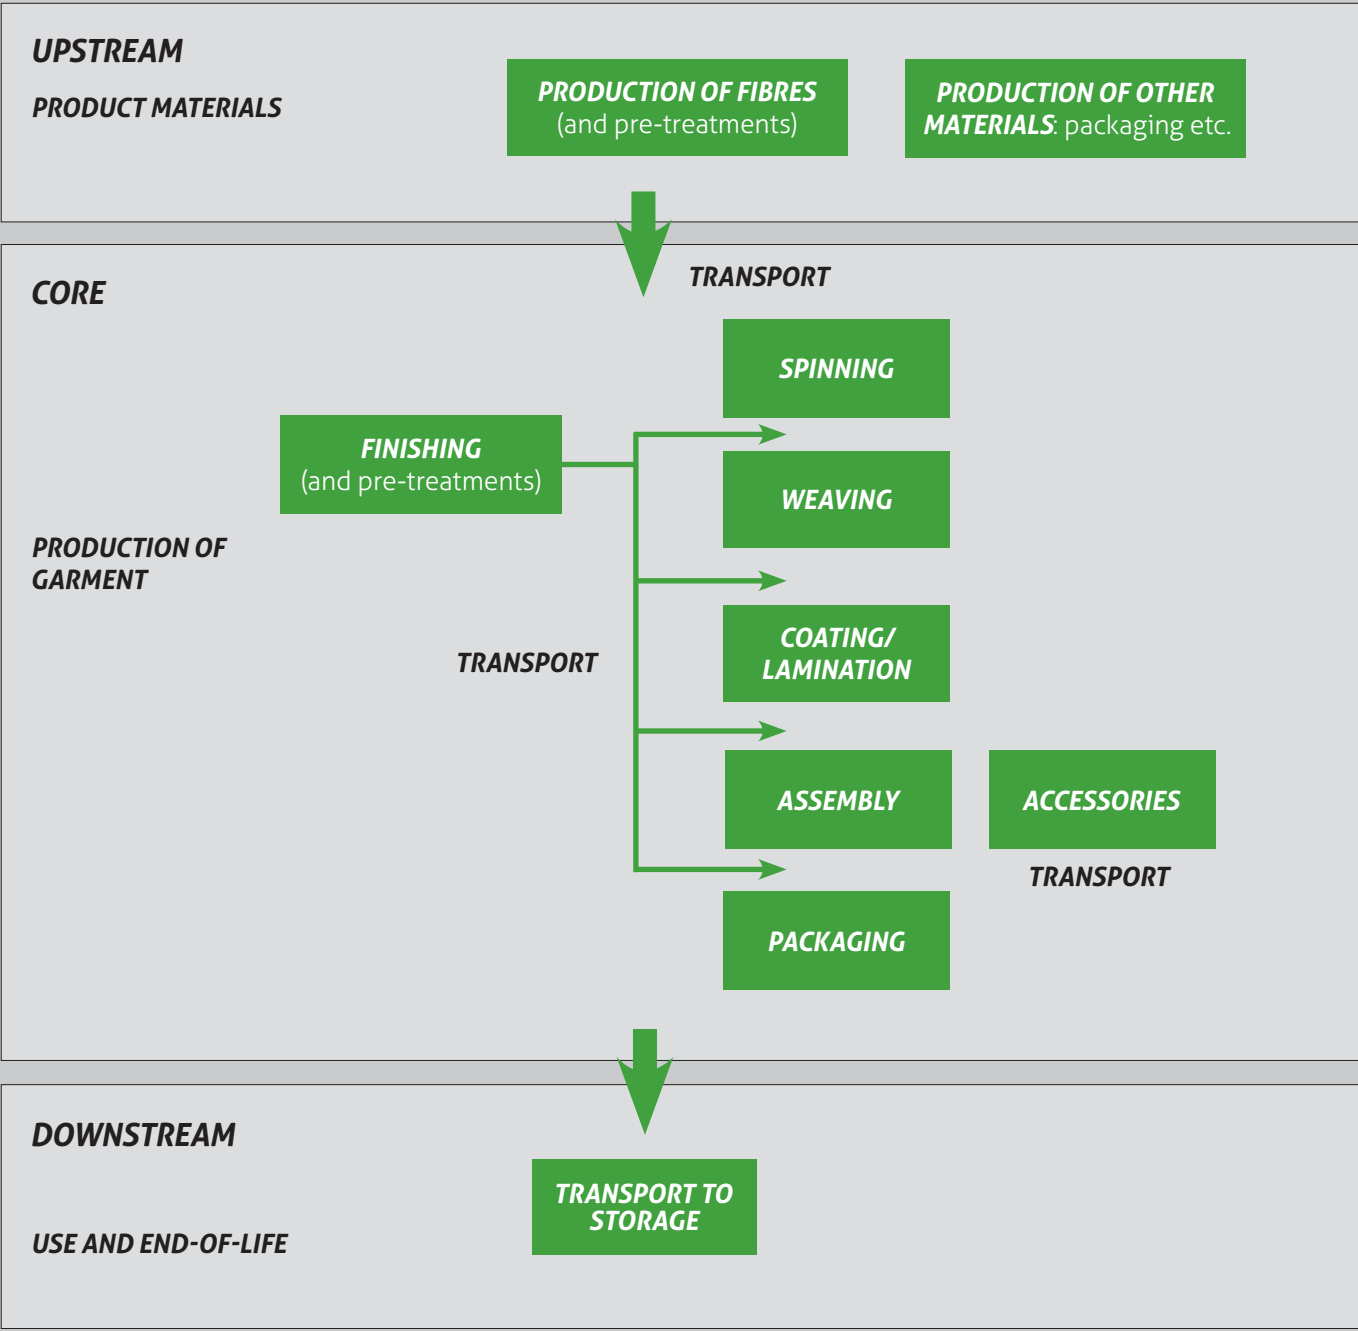 UPSTREAM
PRODUCT MATERIALS
PRODUCTION OF FIBRES
(and pre-treatments)
PRODUCTION OF OTHER
MATERIALS: packaging etc.
CORE
TRANSPORT
SPINNING
FINISHING
(and pre-treatments)
WEAVING
PRODUCTION OF
GARMENT
TRANSPORT
COATING/
LAMINATION
ASSEMBLY
ACCESSORIES
TRANSPORT
PACKAGING
DOWNSTREAM
TRANSPORT TO
STORAGE
USE AND END-OF-LIFE